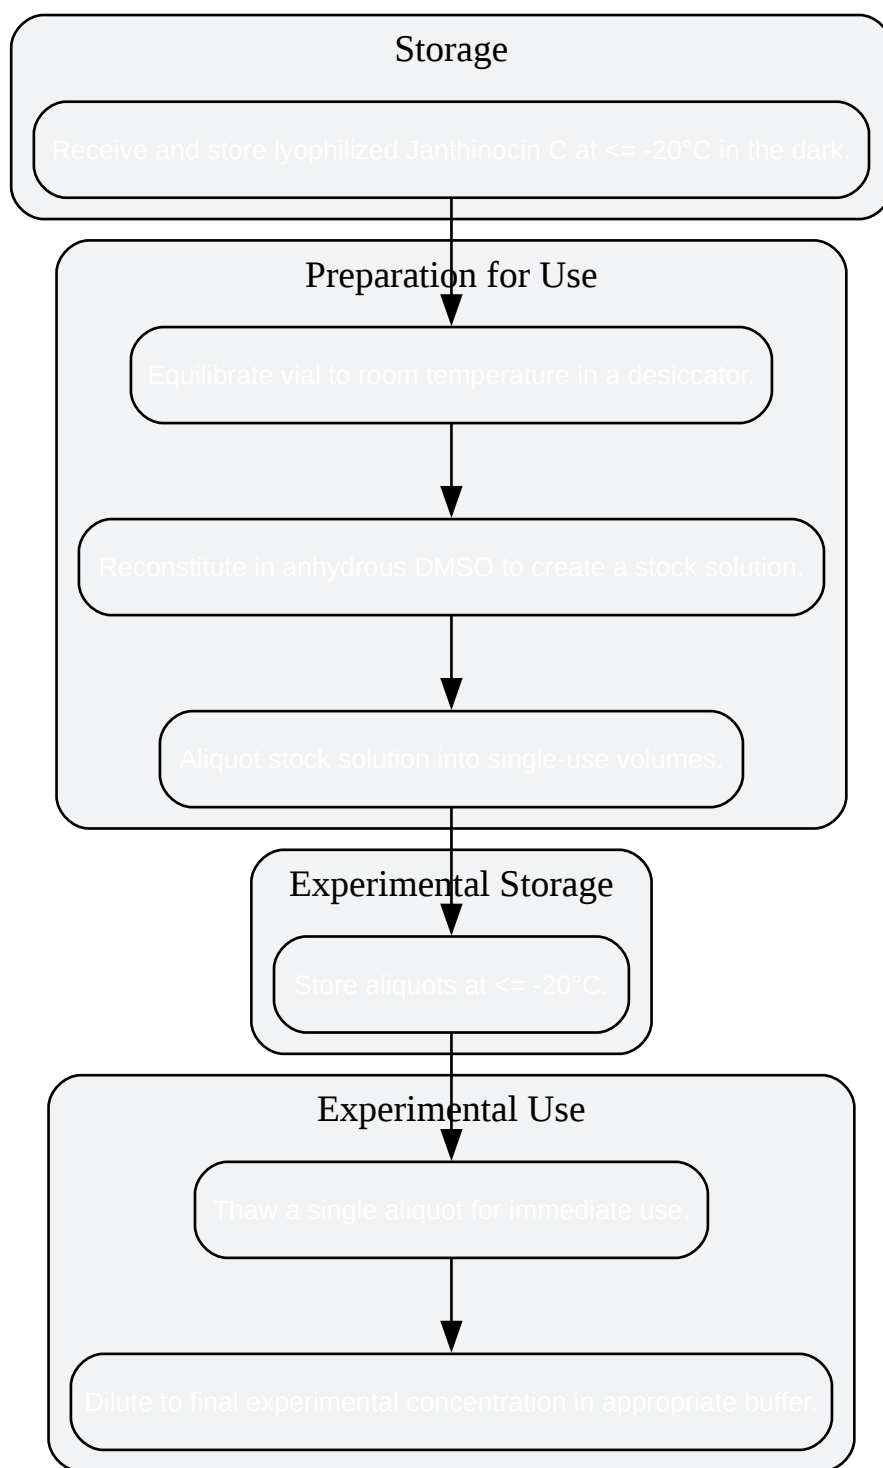 Storage
Receive and store lyophilized Janthinocin C at <= -20°C in the dark.
Preparation for Use
Equilibrate vial to room temperature in a desiccator.
Reconstitute in anhydrous DMSO to create a stock solution.
Aliquot stock solution into single-use volumes.
Experimental Storage
Store aliquots at <= -20°C.
Experimental Use
Thaw a single aliquot for immediate use.
Dilute to final experimental concentration in appropriate buffer.